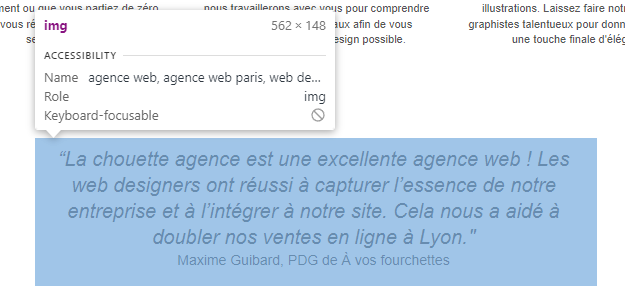 ment ou que vous partiez de zéro
nous travaillerons avec vous pour comprendre
illustrations. Laissez faire notr
vous ré
aux afin de vous
graphistes talentueux pour donn
se
esign possible.
une touche finale d'élég
img
562 × 148
ACCESSIBILITY
Name agence web, agence web paris, web de…
Role img
Keyboard-focusable
“La chouette agence est une excellente agence web ! Les
web designers ont réussi à capturer l’essence de notre
entreprise et à l’intégrer à notre site. Cela nous a aidé à
doubler nos ventes en ligne à Lyon."
Maxime Guibard, PDG de À vos fourchettes